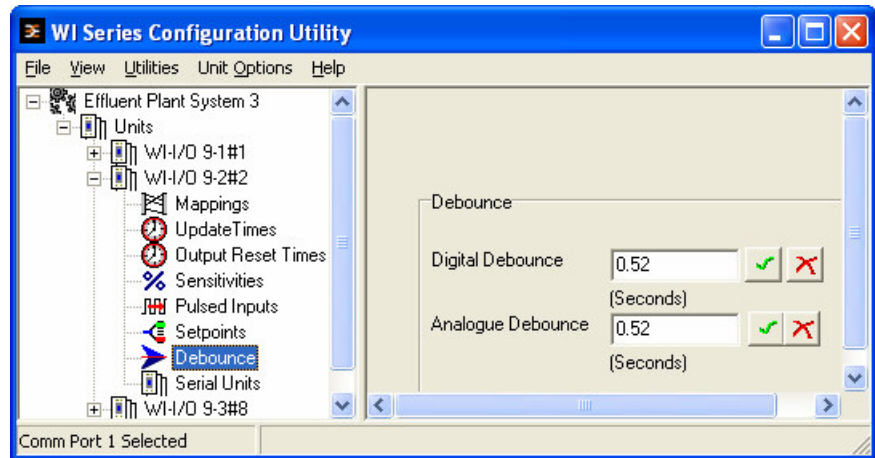 WI Series Configuration Utility
File View Utilities Unit Options Help
Effluent Plant System 3
Units
WI-I/O 9-1#1
WI-I/O 9-2#2
Mappings
UpdateTimes
Output Reset Times
Sensitivities
Pulsed Inputs
Setpoints
Debounce
Serial Units
WI-I/O 9-3#8
Debounce
Digital Debounce 0.52
(Seconds)
Analogue Debounce 0.52
(Seconds)
Comm Port 1 Selected